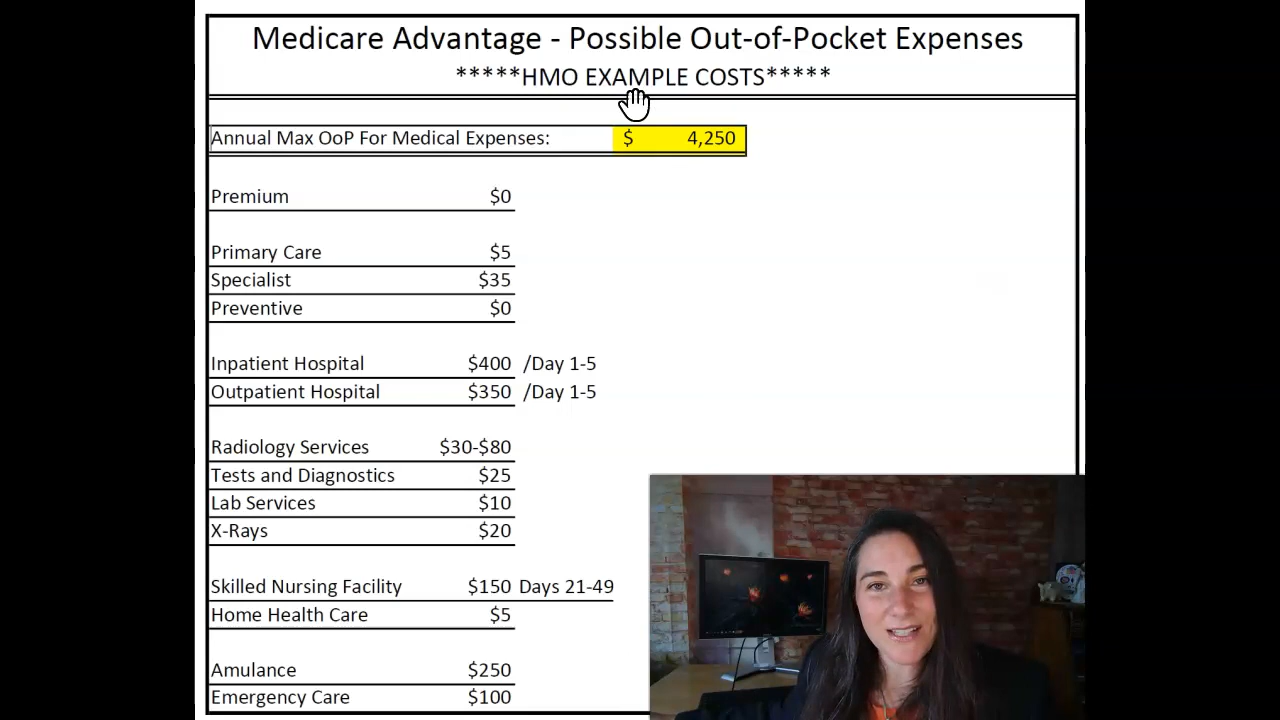 Medicare Advantage - Possible Out-of-Pocket Expenses
*****HMO EXAMPLE COSTS*****
Annual Max OoP For Medical Expenses: $ 4,250
Premium $0
Primary Care $5
Specialist $35
Preventive $0
Inpatient Hospital $400 /Day 1-5
Outpatient Hospital $350 /Day 1-5
Radiology Services $30-$80
Tests and Diagnostics $25
Lab Services $10
X-Rays $20
Skilled Nursing Facility $150 Days 21-49
Home Health Care $5
Amulance $250
Emergency Care $100